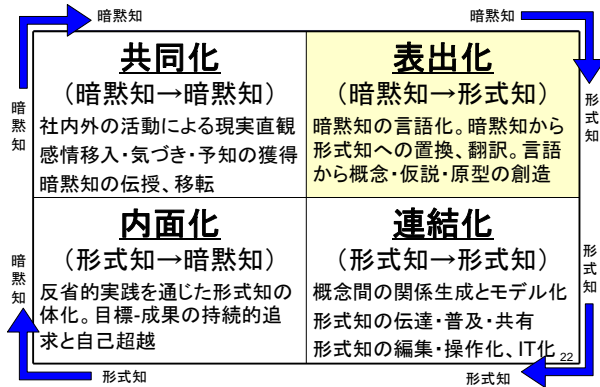 暗黙知
暗黙知
共同化
(暗黙知→暗黙知)
社内外の活動による現実直観
感情移入・気づき・予知の獲得
暗黙知の伝授、移転
表出化
(暗黙知→形式知)
暗黙知の言語化。暗黙知から
形式知への置換、翻訳。言語
から概念・仮説・原型の創造
暗黙知
形式知
内面化
(形式知→暗黙知)
反省的実践を通じた形式知の
体化。目標-成果の持続的追
求と自己超越
連結化
(形式知→形式知)
概念間の関係生成とモデル化
形式知の伝達・普及・共有
形式知の編集・操作化、IT化
暗黙知
形式知
22
形式知
形式知